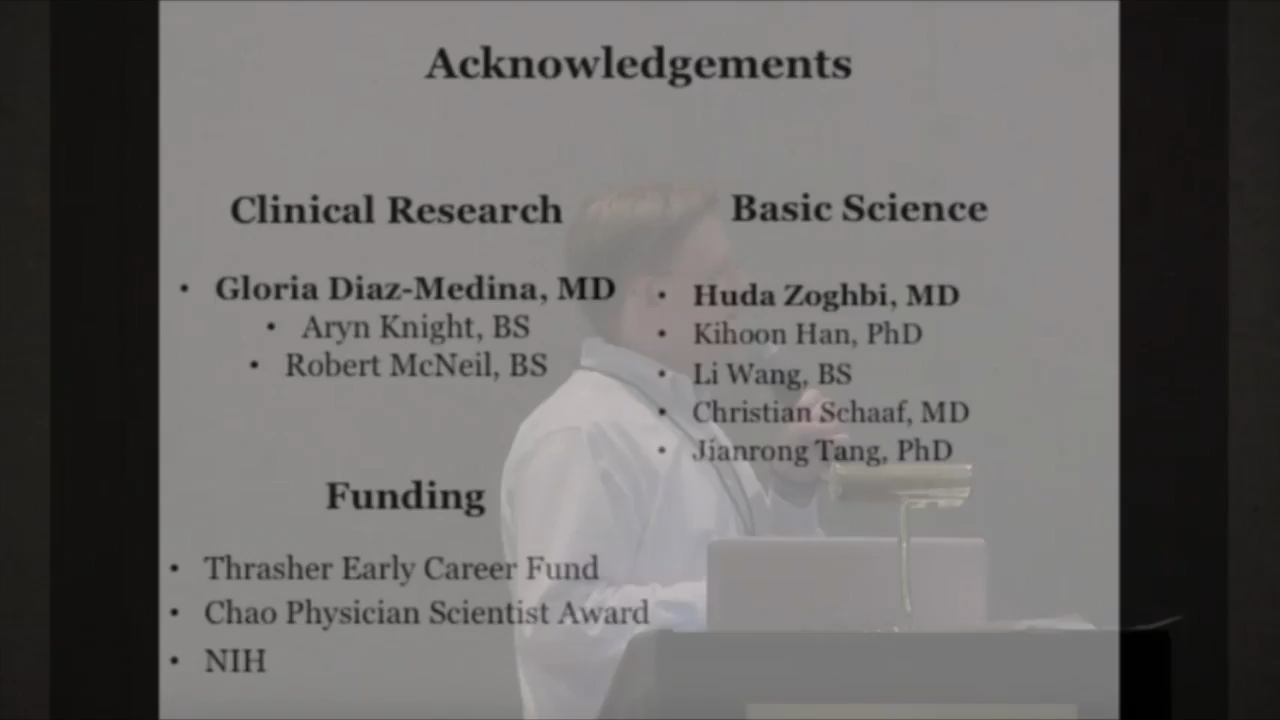 Acknowledgements
Clinical Research
• Gloria Diaz-Medina, MD
• Aryn Knight, BS
• Robert McNeil, BS
Funding
• Thrasher Early Career Fund
• Chao Physician Scientist Award
• NIH
Basic Science
• Huda Zoghbi, MD
• Kihoon Han, PhD
• Li Wang, BS
• Christian Schaaf, MD
• Jianrong Tang, PhD